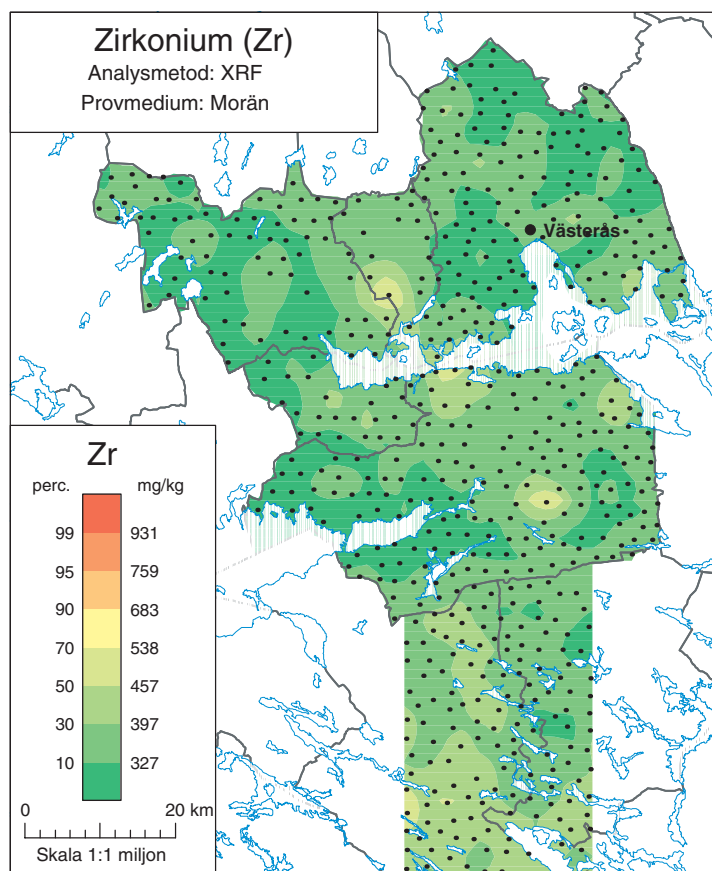 Zirkonium (Zr)
Analysmetod: XRF
Provmedium: Morän
Västerås
Zr
perc. mg/kg
99 931
95 759
90 683
70 538
50 457
30 397
10 327
0 20 km
Skala 1:1 miljon